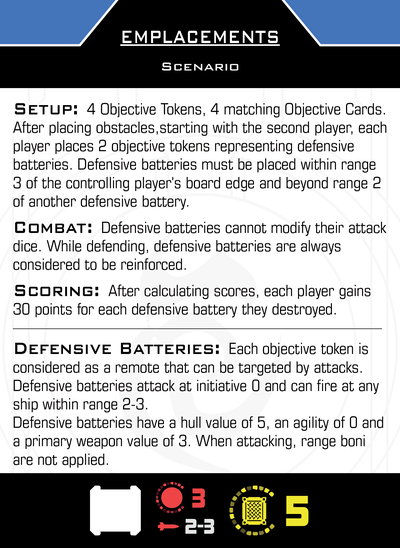 EMPLACEMENTS
SCENARIO
SETUP: 4 Objective Tokens, 4 matching Objective Cards.
After placing obstacles,starting with the second player, each
player places 2 objective tokens representing defensive
batteries. Defensive batteries must be placed within range
3 of the controlling player's board edge and beyond range 2
of another defensive battery.
COMBAT: Defensive batteries cannot modify their attack
dice. While defending, defensive batteries are always
considered to be reinforced.
SCORING: After calculating scores, each player gains
30 points for each defensive battery they destroyed.
DEFENSIVE BATTERIES: Each objective token is
considered as a remote that can be targeted by attacks.
Defensive batteries attack at initiative 0 and can fire at any
ship within range 2-3.
Defensive batteries have a hull value of 5, an agility of 0 and
a primary weapon value of 3. When attacking, range boni
are not applied.
3
2-3
5